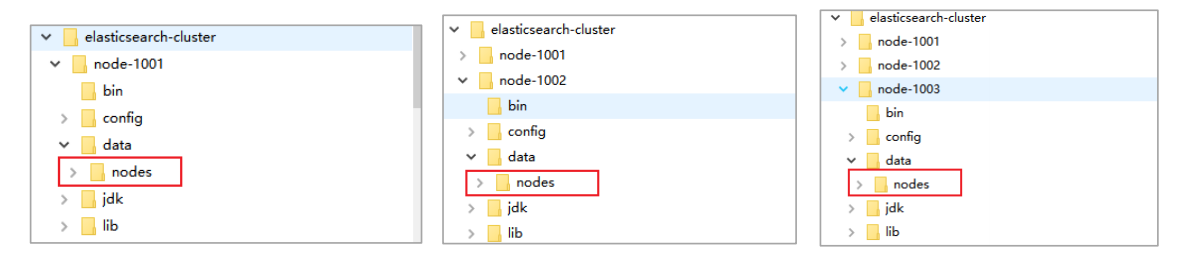 elasticsearch-cluster
node-1001
bin
config
data
nodes
jdk
lib
elasticsearch-cluster
node-1001
node-1002
bin
config
data
nodes
jdk
lib
elasticsearch-cluster
node-1001
node-1002
node-1003
bin
config
data
nodes
jdk
lib